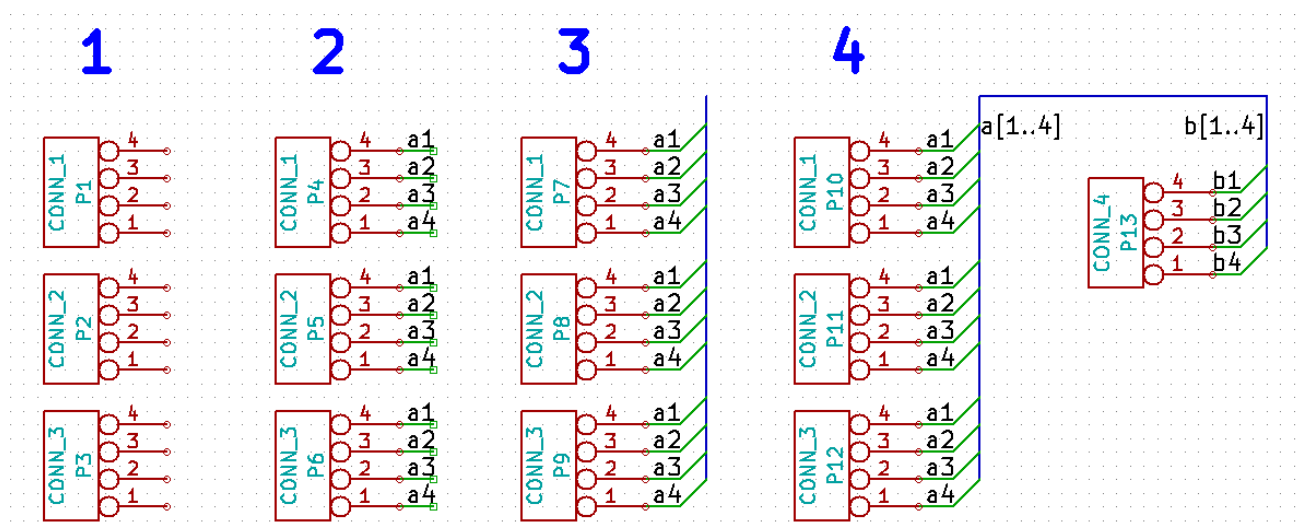 1 2 3 4
a[1..4] b[1..4]
CONN_1
P1
4
3
2
1
CONN_2
P2
4
3
2
1
CONN_3
P3
4
3
2
1
CONN_1
P4
4 a1
3 a2
2 a3
1 a4
CONN_2
P5
4 a1
3 a2
2 a3
1 a4
CONN_3
P6
4 a1
3 a2
2 a3
1 a4
CONN_1
P7
4 a1
3 a2
2 a3
1 a4
CONN_2
P8
4 a1
3 a2
2 a3
1 a4
CONN_3
P9
4 a1
3 a2
2 a3
1 a4
CONN_1
P10
4 a1
3 a2
2 a3
1 a4
CONN_2
P11
4 a1
3 a2
2 a3
1 a4
CONN_3
P12
4 a1
3 a2
2 a3
1 a4
CONN_4
P13
4 b1
3 b2
2 b3
1 b4